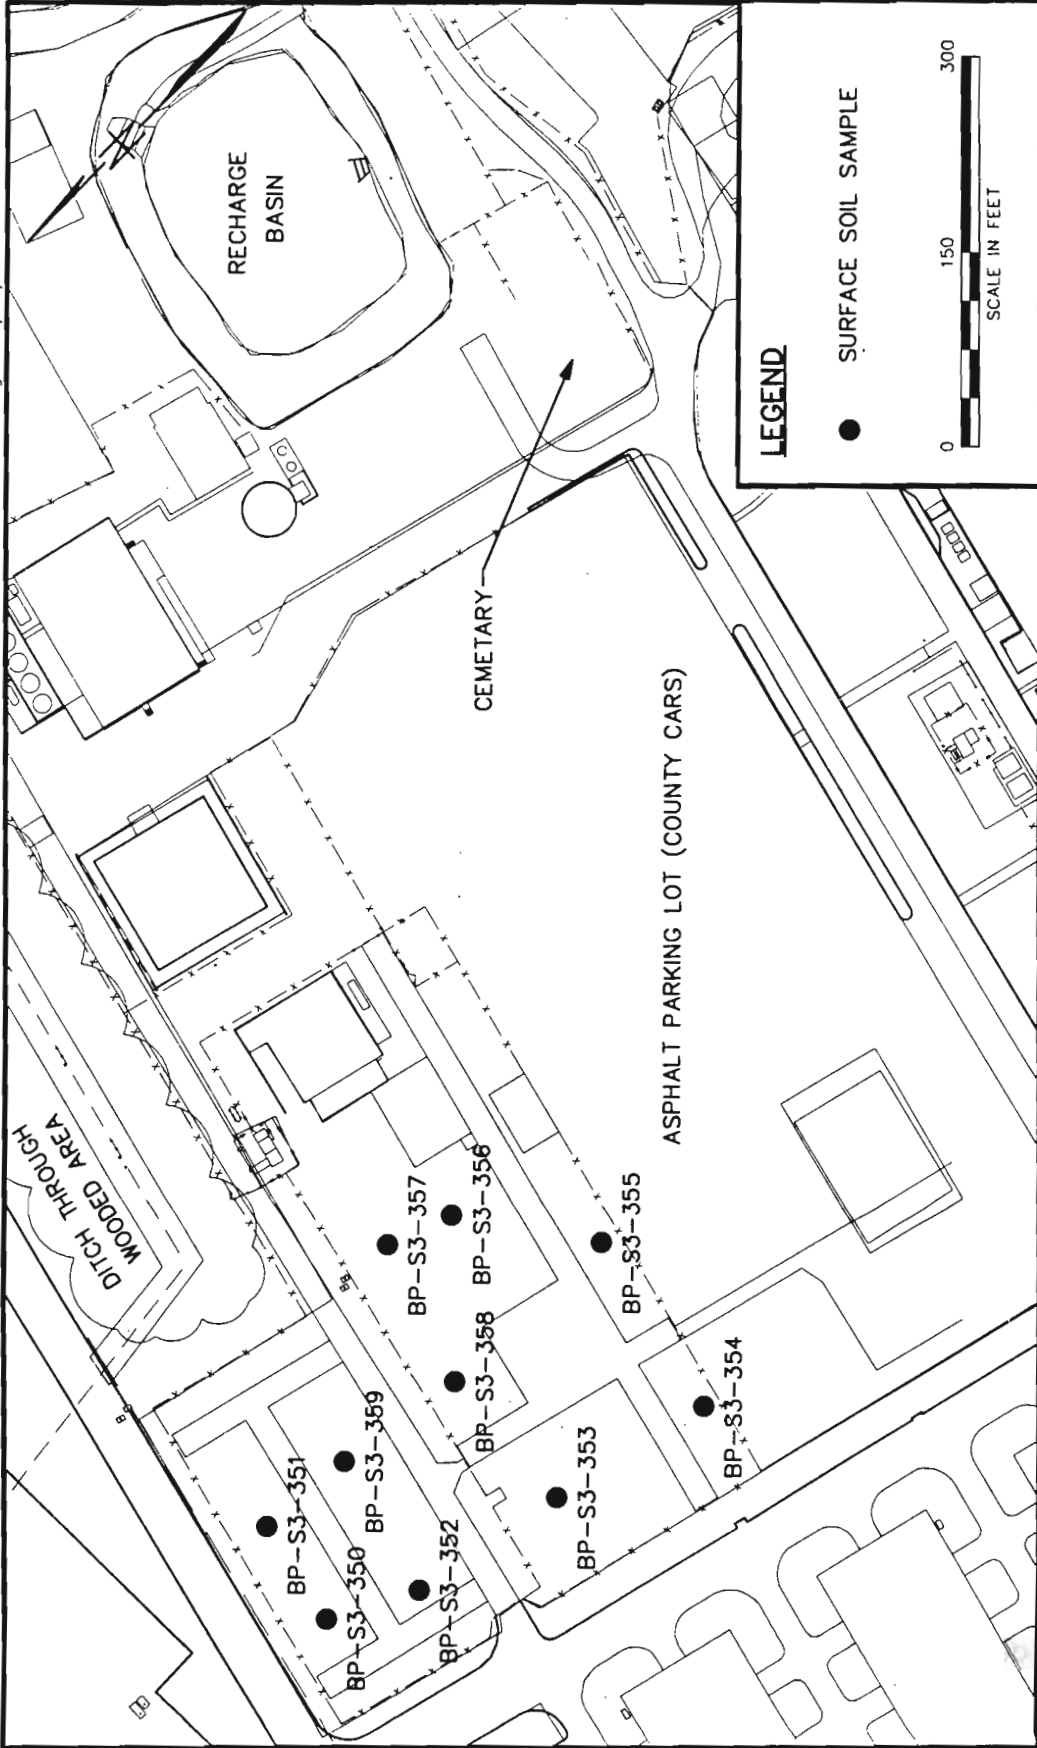 RECHARGE
BASIN
DITCH THROUGH
WOODED AREA
CEMETARY
ASPHALT PARKING LOT (COUNTY CARS)
BP-S3-357
BP-S3-356
BP-S3-355
BP-S3-358
BP-S3-354
BP-S3-359
BP-S3-353
BP-S3-351
BP-S3-350
BP-S3-352
LEGEND
SURFACE SOIL SAMPLE
0 150 300
SCALE IN FEET